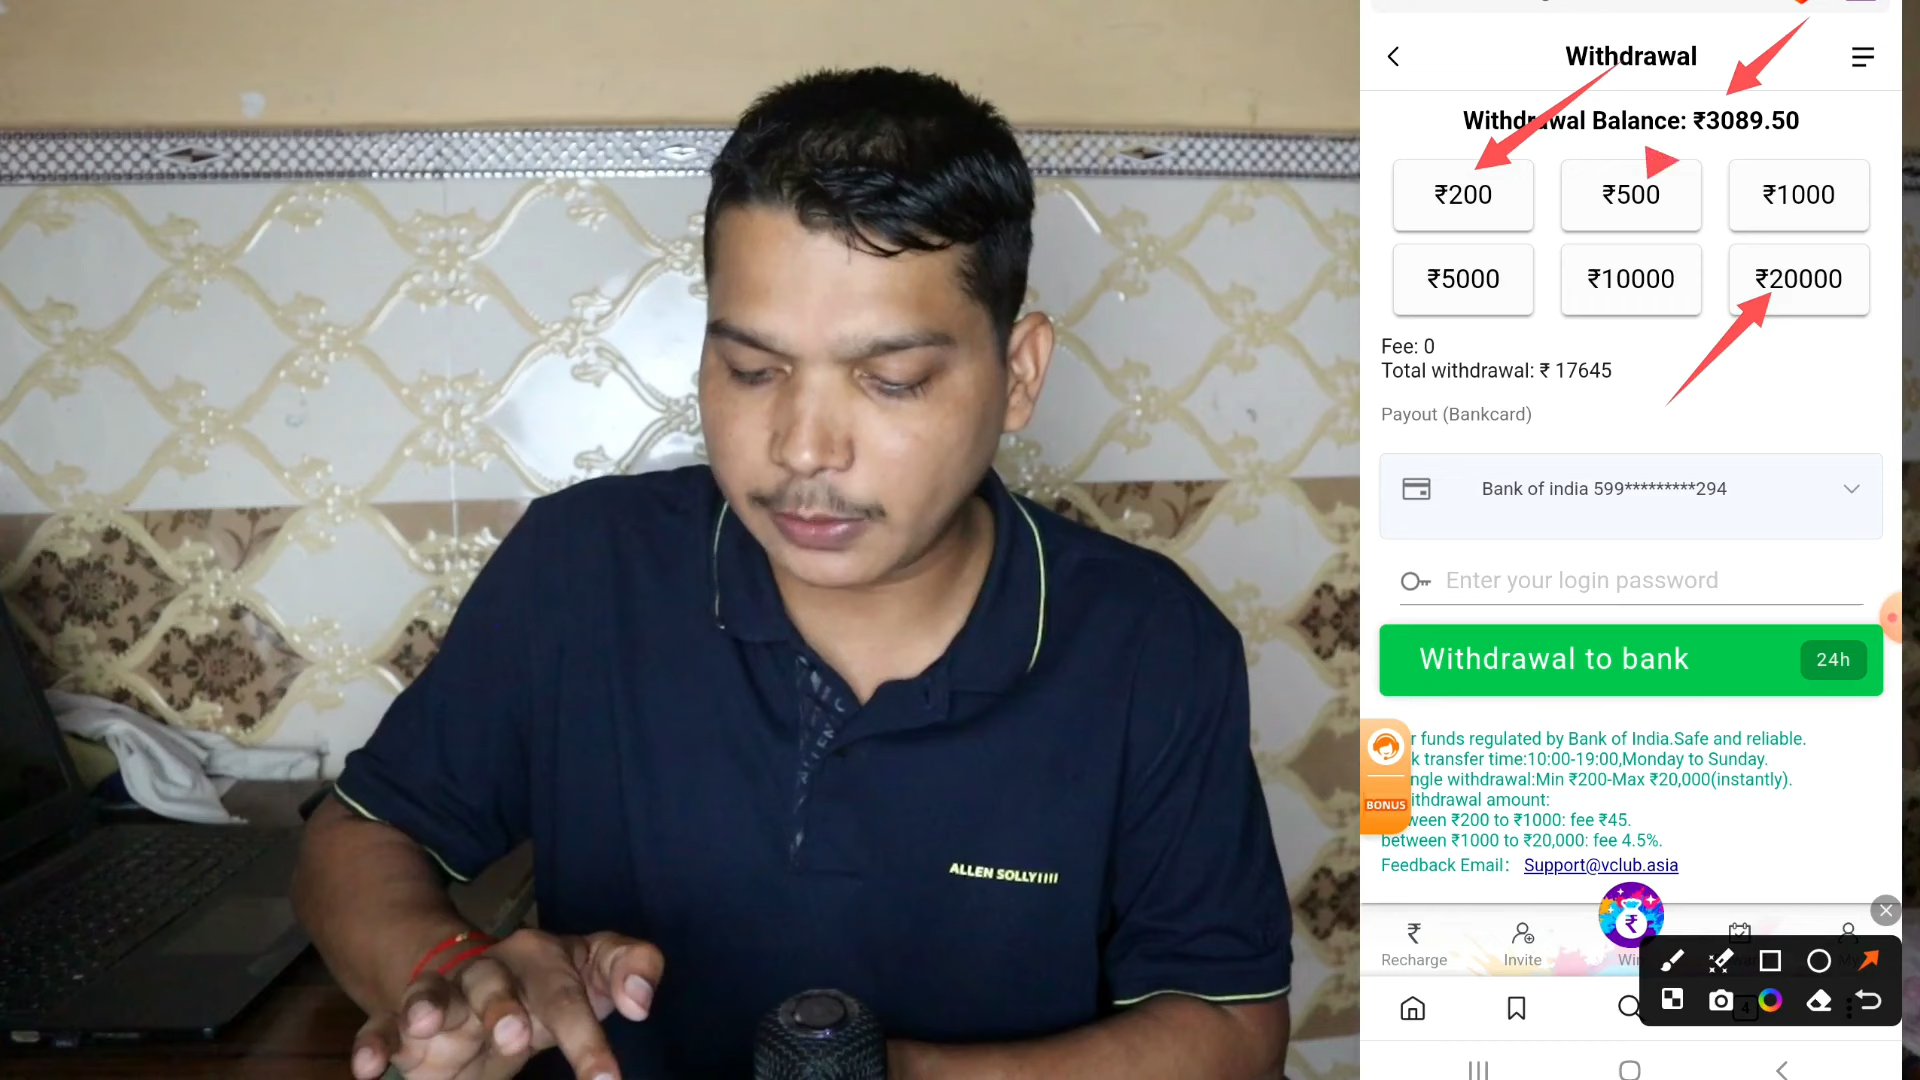 Withdrawal
Withdrawal Balance: ₹3089.50
₹200 ₹500 ₹1000
₹5000 ₹10000 ₹20000
Fee: 0
Total withdrawal: ₹ 17645
Payout (Bankcard)
Bank of india 599*********294
Enter your login password
Withdrawal to bank 24h
r funds regulated by Bank of India.Safe and reliable.
k transfer time:10:00-19:00,Monday to Sunday.
ngle withdrawal:Min ₹200-Max ₹20,000(instantly).
ithdrawal amount:
BONUS
ween ₹200 to ₹1000: fee ₹45.
between ₹1000 to ₹20,000: fee 4.5%.
Feedback Email: Support@vclub.asia
ALLEN SOLLY
₹
Recharge Invite
4